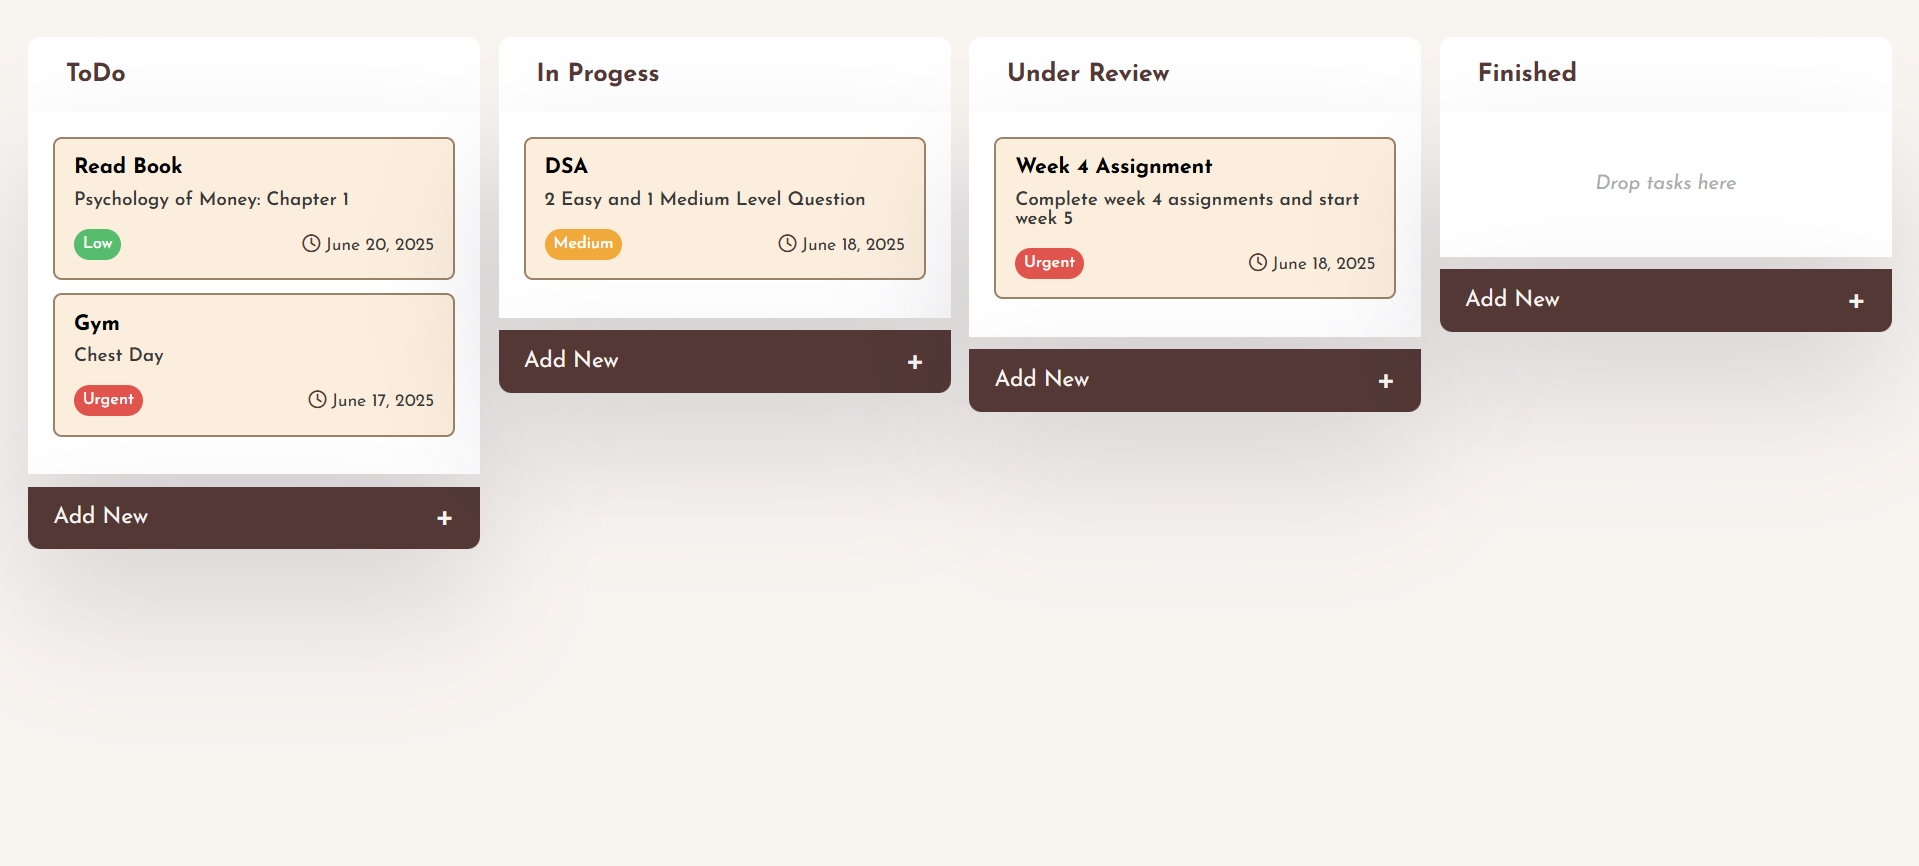 ToDo
Read Book
Psychology of Money: Chapter 1
Low
June 20, 2025
Gym
Chest Day
Urgent
June 17, 2025
Add New +
In Progess
DSA
2 Easy and 1 Medium Level Question
Medium
June 18, 2025
Add New +
Under Review
Week 4 Assignment
Complete week 4 assignments and start
week 5
Urgent
June 18, 2025
Add New +
Finished
Drop tasks here
Add New +